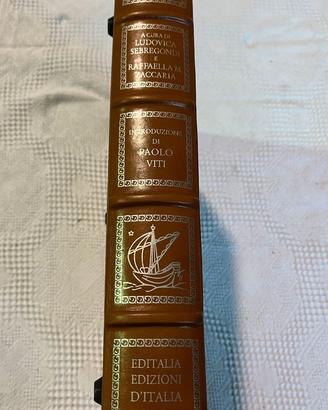 A CURA DI
LUDOVICA
SEBREGONDI
E
RAFFAELLA M.
ZACCARIA
INTRODUZIONE
DI
PAOLO
VITI
EDITALIA
EDIZIONI
D'ITALIA